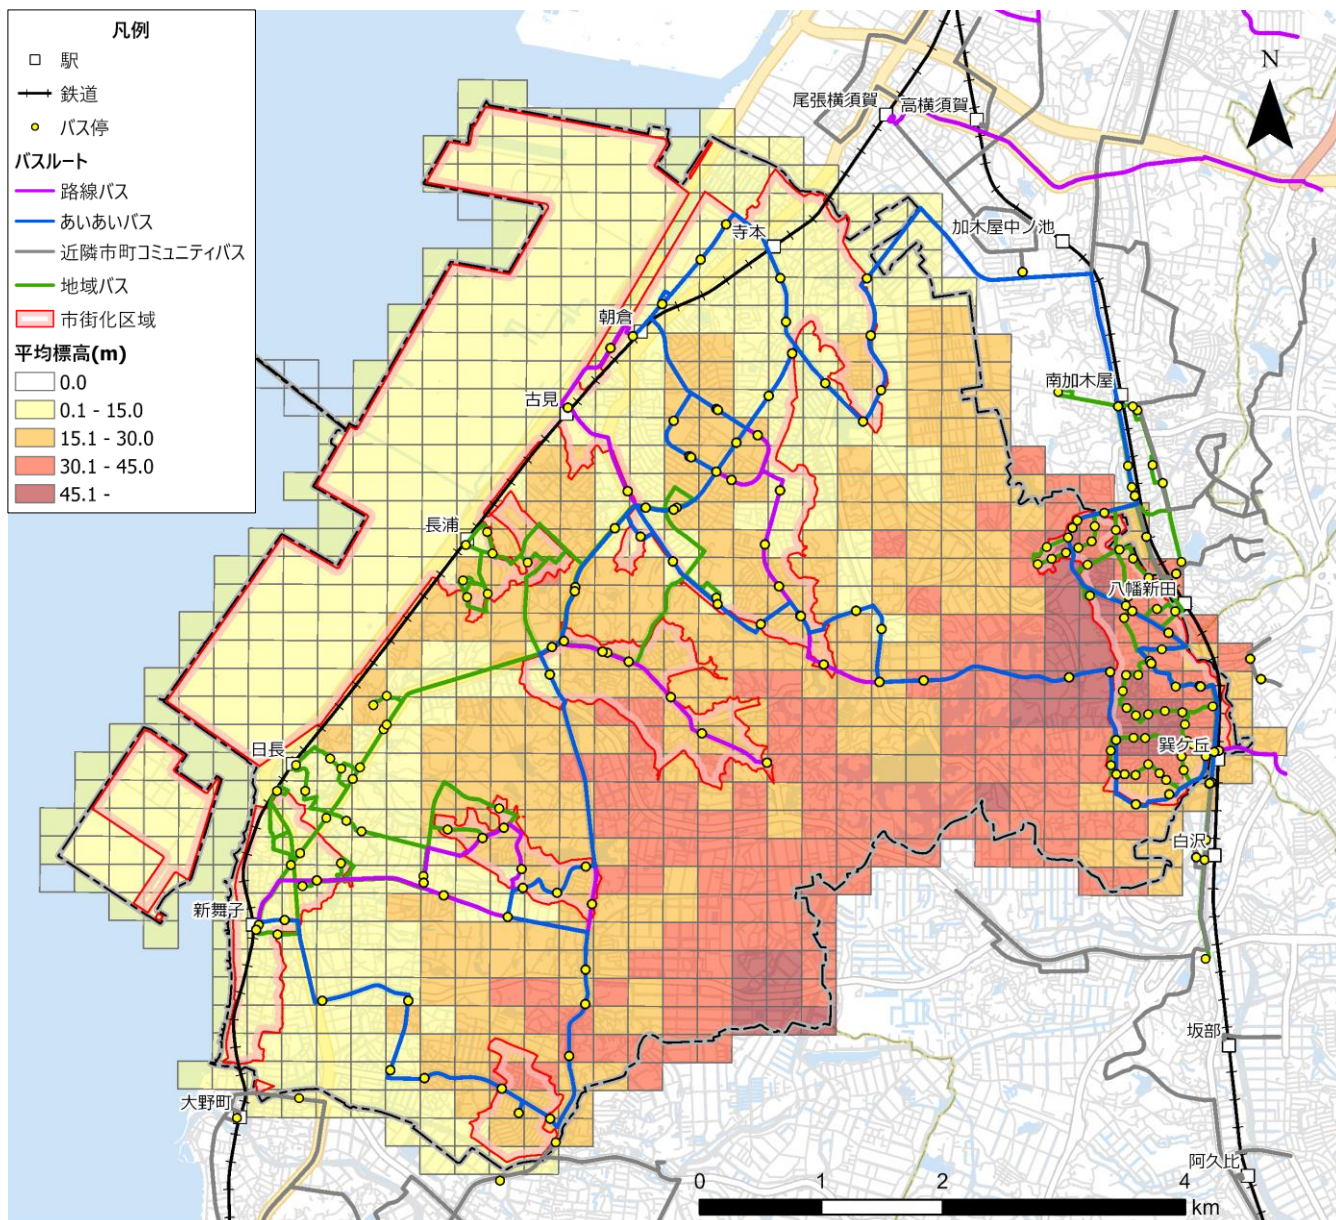 凡例
駅
鉄道
バス停
バスルート
路線バス
あいあいバス
近隣市町コミュニティバス
地域バス
市街化区域
平均標高(m)
0.0
0.1 - 15.0
15.1 - 30.0
30.1 - 45.0
45.1 -
N
尾張横須賀
高横須賀
寺本
加木屋中ノ池
朝倉
南加木屋
古見
長浦
八幡新田
日長
巽ケ丘
白沢
新舞子
坂部
大野町
阿久比
0 1 2 4
km